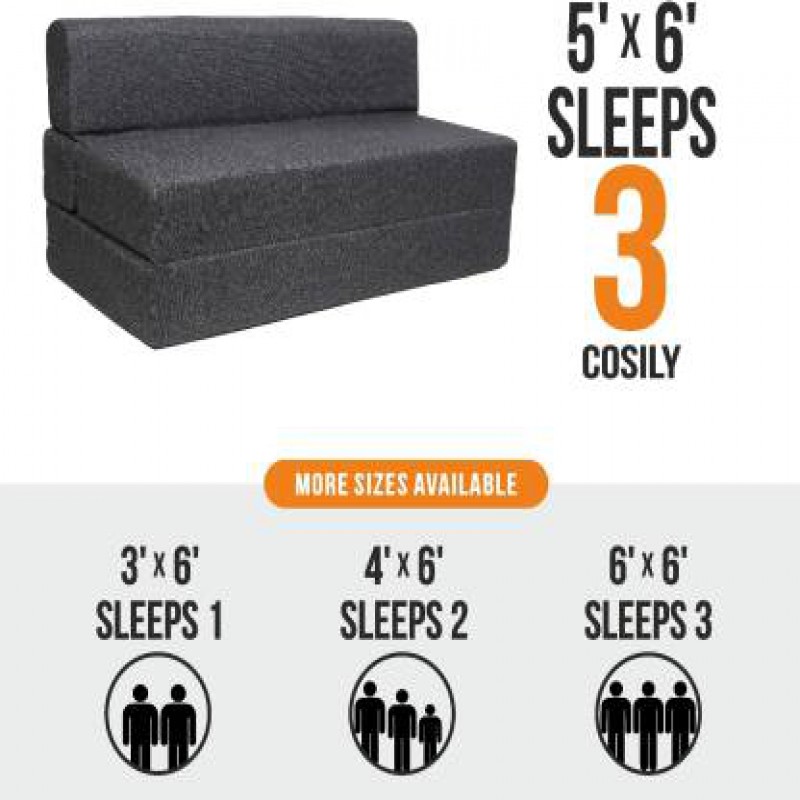 5' x 6'
SLEEPS
3
COSILY
MORE SIZES AVAILABLE
3' x 6'
SLEEPS 1
4' x 6'
SLEEPS 2
6' x 6'
SLEEPS 3